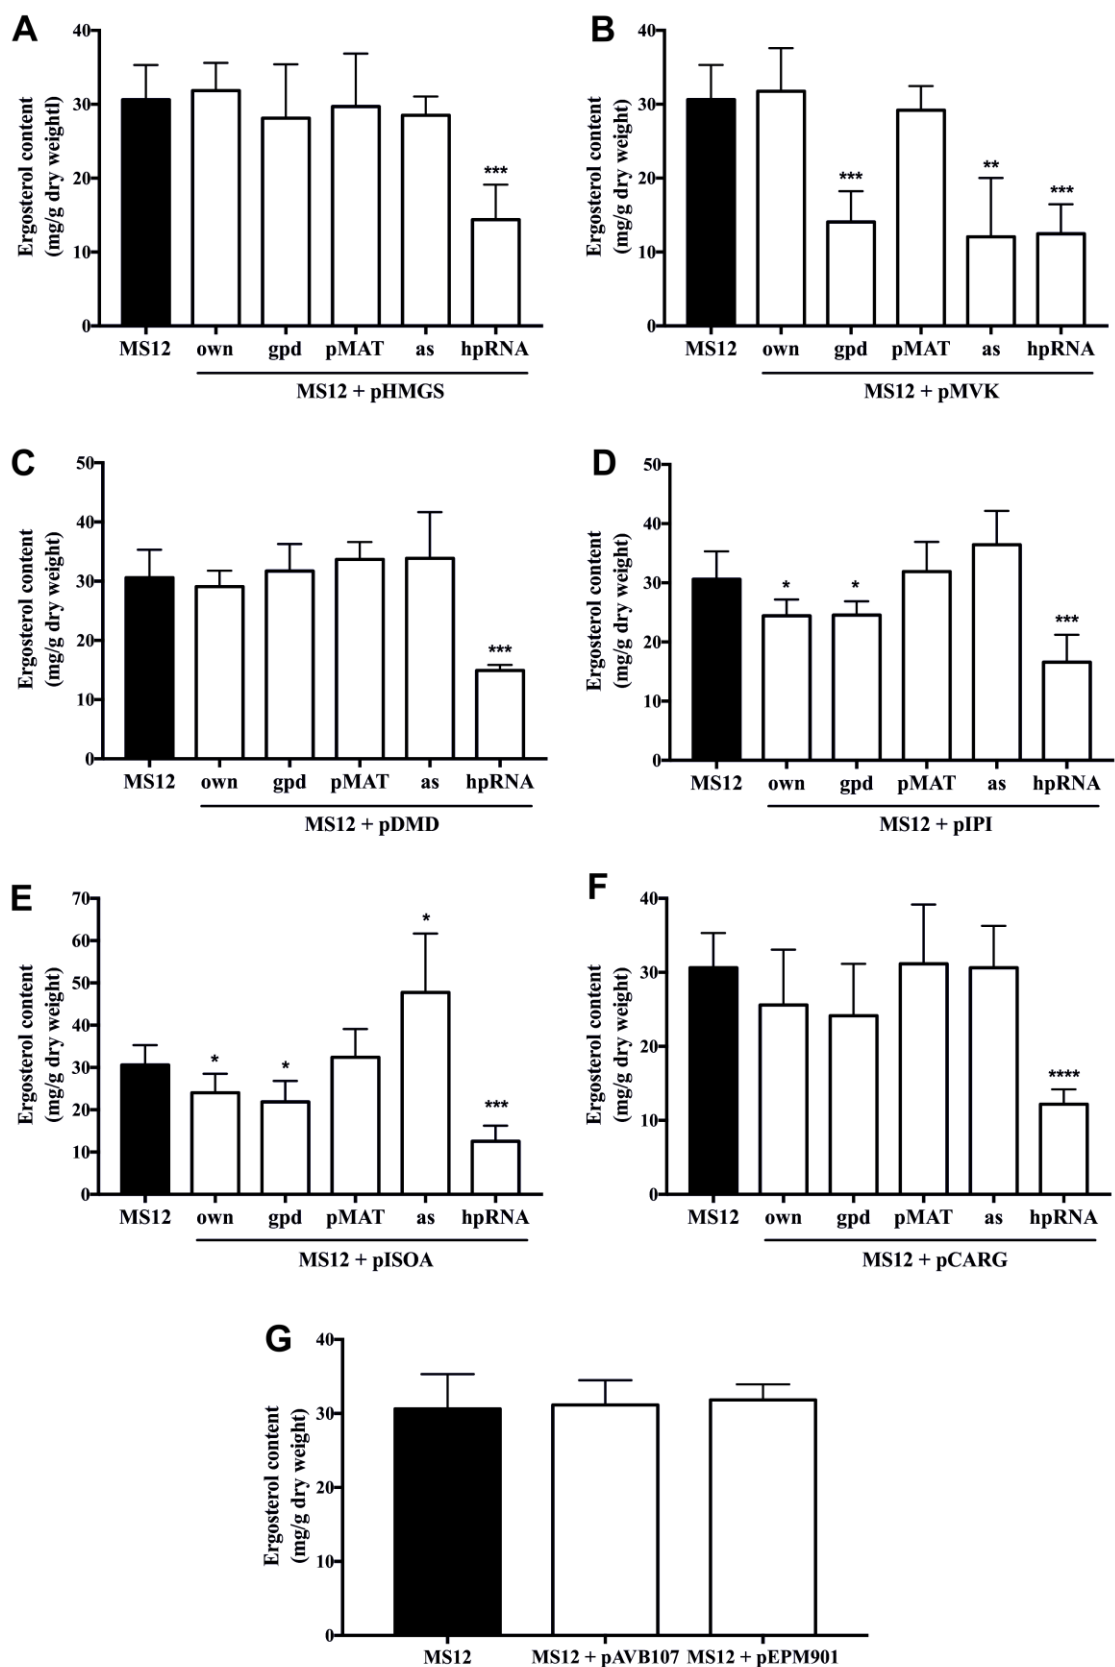 A
Ergosterol content
(mg/g dry weightl)
40
30
20
10
0
***
MS12 own gpd pMAT as hpRNA
MS12 + pHMGS
B
Ergosterol content
(mg/g dry weight)
40
30
20
10
0
***
**
***
MS12 own gpd pMAT as hpRNA
MS12 + pMVK
C
Ergosterol content
(mg/g dry weight)
50
40
30
20
10
0
***
MS12 own gpd pMAT as hpRNA
MS12 + pDMD
D
Ergosterol content
(mg/g dry weight)
50
40
30
20
10
0
*
*
***
MS12 own gpd pMAT as hpRNA
MS12 + pIPI
E
Ergosterol content
(mg/g dry weight)
70
60
50
40
30
20
10
0
*
*
*
***
MS12 own gpd pMAT as hpRNA
MS12 + pISOA
F
Ergosterol content
(mg/g dry weight)
40
30
20
10
0
****
MS12 own gpd pMAT as hpRNA
MS12 + pCARG
G
Ergosterol content
(mg/g dry weight)
40
30
20
10
0
MS12 MS12 + pAVB107 MS12 + pEPM901